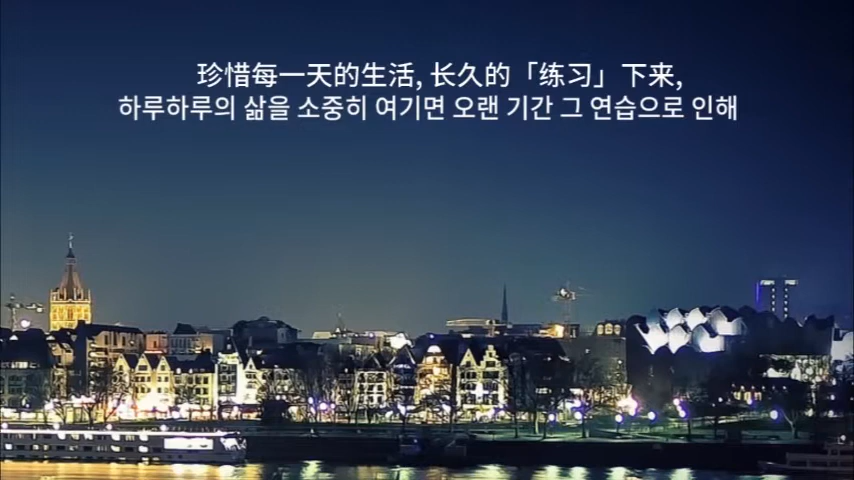 珍惜每一天的生活, 长久的「练习」下来,
하루하루의 삶을 소중히 여기면 오랜 기간 그 연습으로 인해